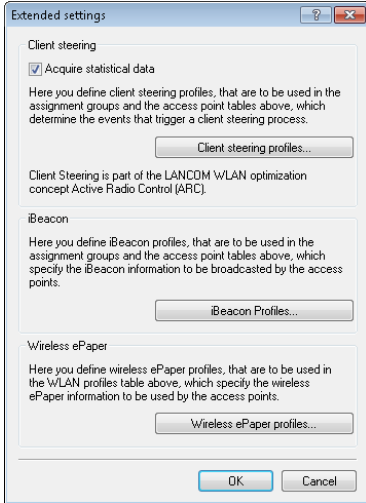 Extended settings
Client steering
Acquire statistical data
Here you define client steering profiles, that are to be used in the
assignment groups and the access point tables above, which
determine the events that trigger a client steering process.
Client steering profiles...
Client Steering is part of the LANCOM WLAN optimization
concept Active Radio Control (ARC).
iBeacon
Here you define iBeacon profiles, that are to be used in the
assignment groups and the access point tables above, which
specify the iBeacon information to be broadcasted by the access
points.
iBeacon Profiles...
Wireless ePaper
Here you define wireless ePaper profiles, that are to be used in
the WLAN profiles table above, which specify the wireless
ePaper information to be used by the access points.
Wireless ePaper profiles...
OK Cancel